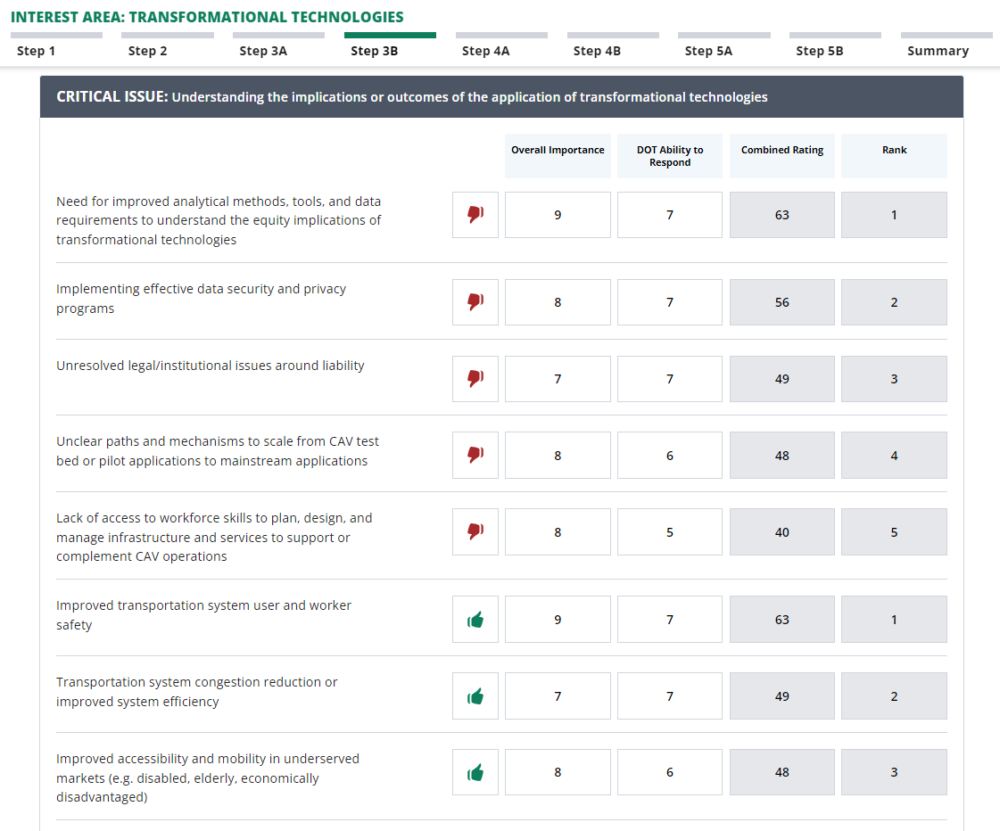 INTEREST AREA: TRANSFORMATIONAL TECHNOLOGIES
Step 1 Step 2 Step 3A Step 3B Step 4A Step 4B Step 5A Step 5B Summary
CRITICAL ISSUE: Understanding the implications or outcomes of the application of transformational technologies
Overall Importance DOT Ability to Combined Rating Rank
Respond
Need for improved analytical methods, tools, and data
requirements to understand the equity implications of
transformational technologies
9 7 63 1
Implementing effective data security and privacy
programs
8 7 56 2
Unresolved legal/institutional issues around liability
7 7 49 3
Unclear paths and mechanisms to scale from CAV test
bed or pilot applications to mainstream applications
8 6 48 4
Lack of access to workforce skills to plan, design, and
manage infrastructure and services to support or
complement CAV operations
8 5 40 5
Improved transportation system user and worker
safety
9 7 63 1
Transportation system congestion reduction or
improved system efficiency
7 7 49 2
Improved accessibility and mobility in underserved
markets (e.g. disabled, elderly, economically
disadvantaged)
8 6 48 3